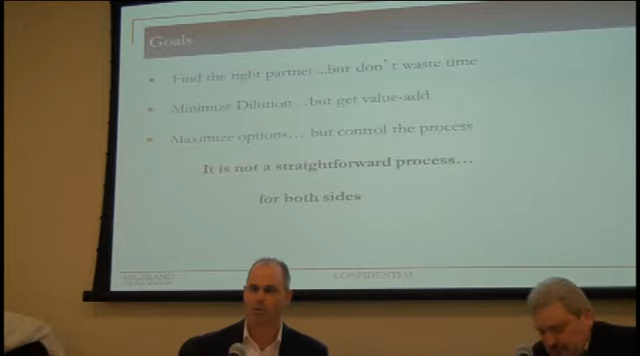 Goals
• Find the right partner...but don't waste time
• Minimize Dilution...but get value-add
• Maximize options... but control the process
It is not a straightforward process...
for both sides
HIGHLAND
CONFIDENTIAL